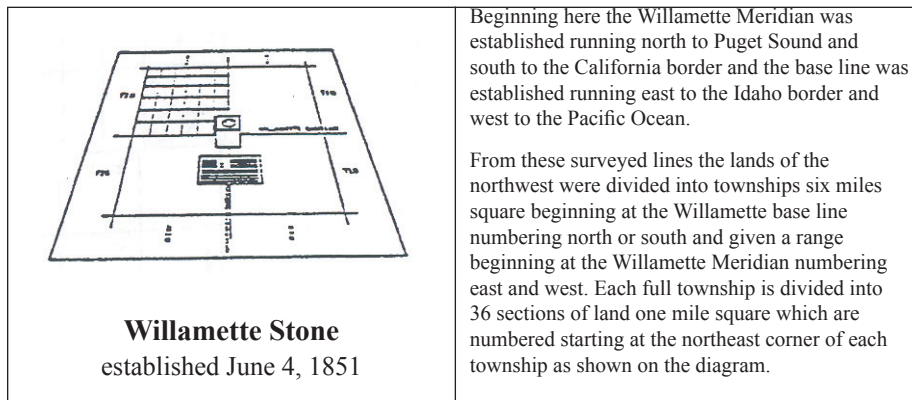 Willamette Stone
established June 4, 1851
Beginning here the Willamette Meridian was
established running north to Puget Sound and
south to the California border and the base line was
established running east to the Idaho border and
west to the Pacific Ocean.
From these surveyed lines the lands of the
northwest were divided into townships six miles
square beginning at the Willamette base line
numbering north or south and given a range
beginning at the Willamette Meridian numbering
east and west. Each full township is divided into
36 sections of land one mile square which are
numbered starting at the northeast corner of each
township as shown on the diagram.